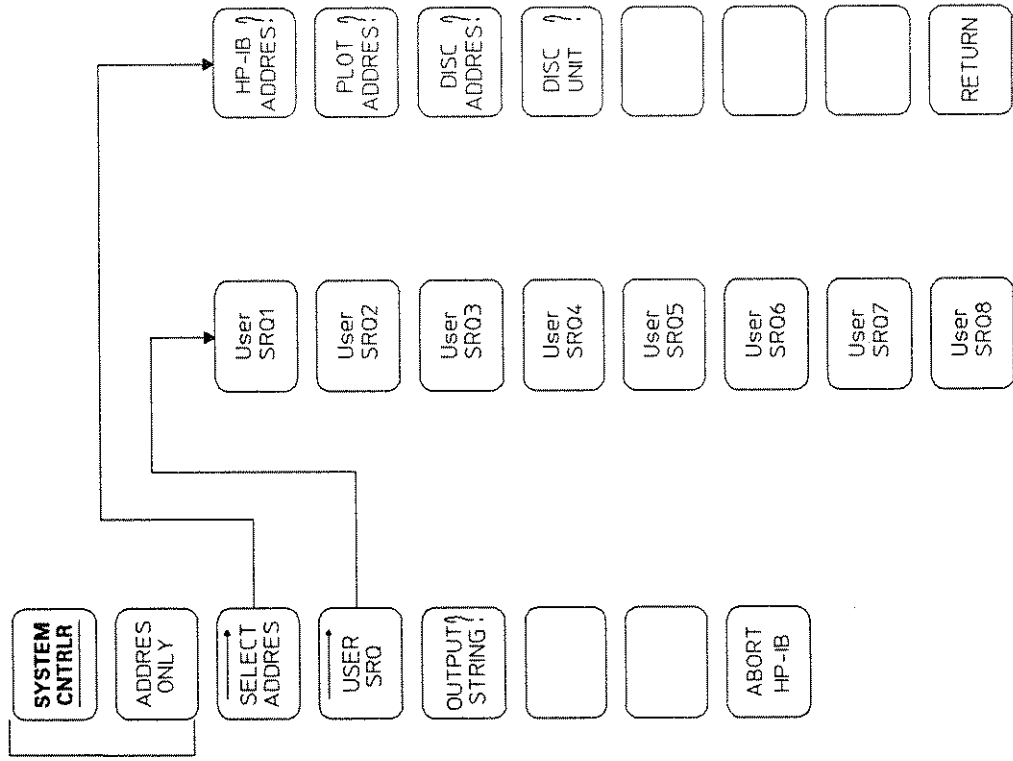 SYSTEM
CNTRLR
ADDRES
ONLY
SELECT
ADDRES
USER
SRQ
OUTPUT?
STRING?
ABORT
HP-IB
User
SRQ1
User
SRQ2
User
SRQ3
User
SRQ4
User
SRQ5
User
SRQ6
User
SRQ7
User
SRQ8
HP-IB ?
ADDRES
PLOT ?
ADDRES
DISC ?
ADDRES
DISC ?
UNIT
RETURN